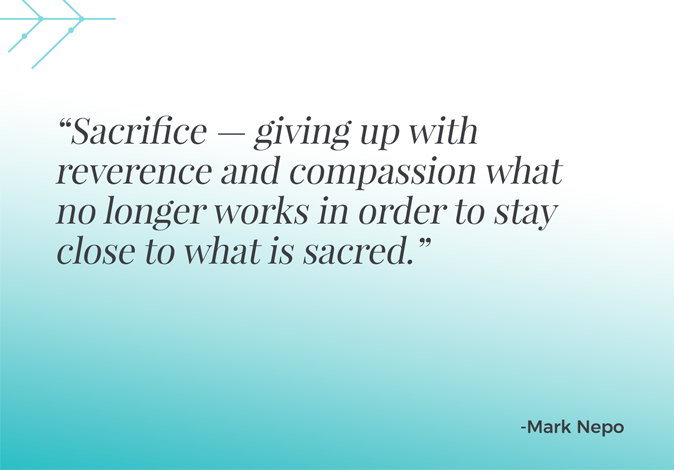 “Sacrifice — giving up with
reverence and compassion what
no longer works in order to stay
close to what is sacred.”
-Mark Nepo